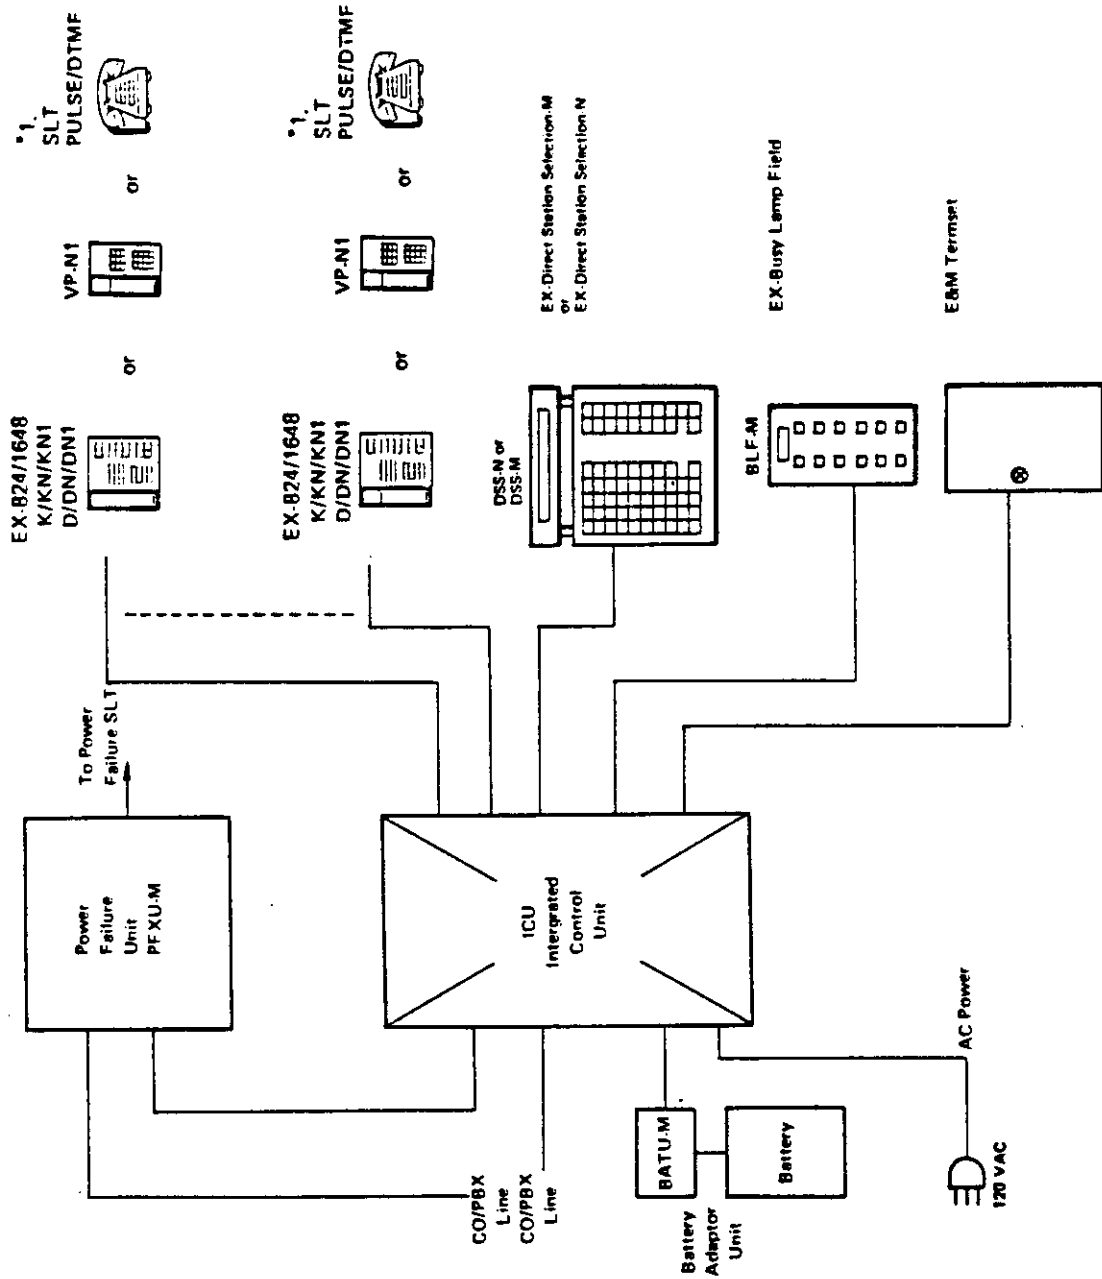 *1.
SLT
PULSE/DTMF
or
VP-N1
or
EX-824/1648
K/KN/KN1
D/DN/DN1
*1.
SLT
PULSE/DTMF
or
VP-N1
or
EX-824/1648
K/KN/KN1
D/DN/DN1
EX-Direct Station Selection-M
or
EX-Direct Station Selection-N
DSS-N or
DSS-M
EX-Busy Lamp Field
BLF-M
E&M Termset
To Power
Failure SLT
Power
Failure
Unit
PFXU-M
ICU
Intergrated
Control
Unit
CO/PBX
Line
CO/PBX
Line
BATU-M
Battery
Adaptor
Unit
Battery
AC Power
120 VAC